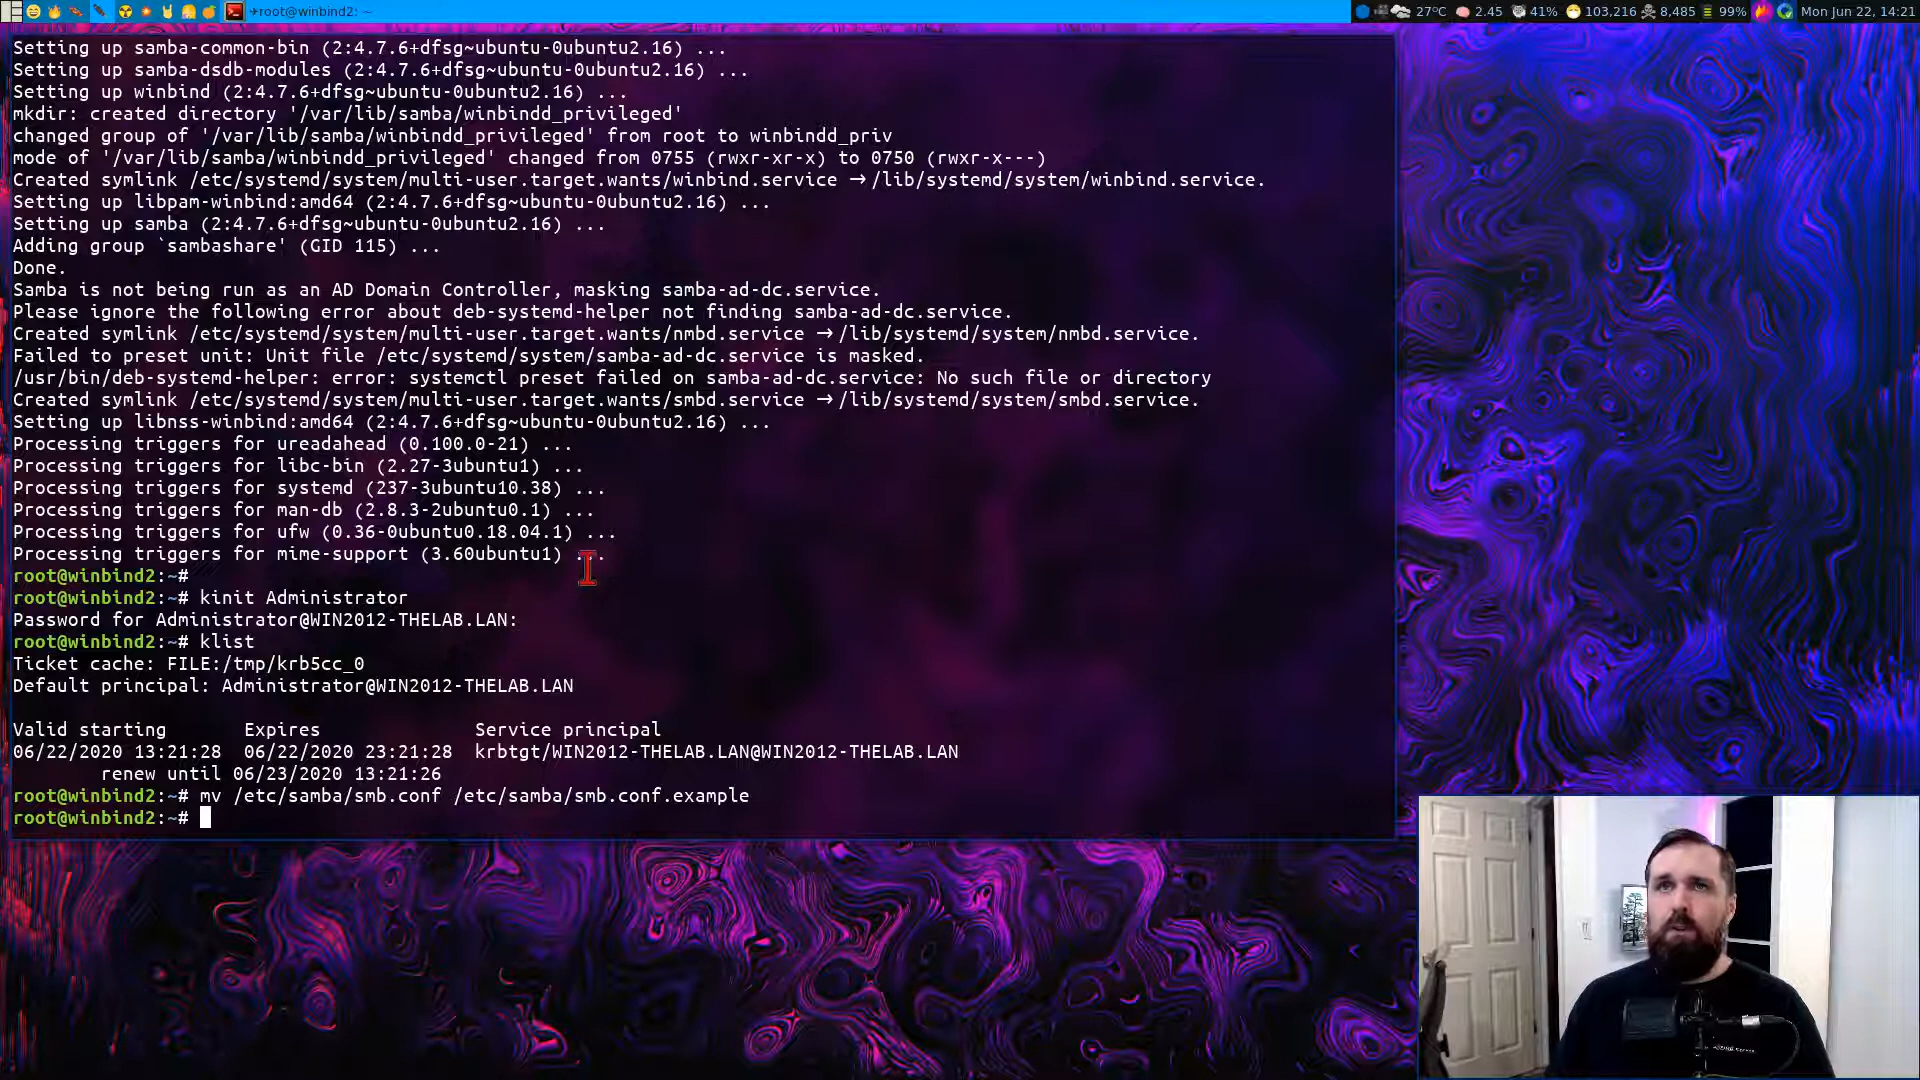 root@winbind2: ~
27°C
2.45
41%
103,216
8,485
99%
Mon Jun 22, 14:21
Setting up samba-common-bin (2:4.7.6+dfsg~ubuntu-0ubuntu2.16) ...
Setting up samba-dsdb-modules (2:4.7.6+dfsg~ubuntu-0ubuntu2.16) ...
Setting up winbind (2:4.7.6+dfsg~ubuntu-0ubuntu2.16) ...
mkdir: created directory '/var/lib/samba/winbindd_privileged'
changed group of '/var/lib/samba/winbindd_privileged' from root to winbindd_priv
mode of '/var/lib/samba/winbindd_privileged' changed from 0755 (rwxr-xr-x) to 0750 (rwxr-x---)
Created symlink /etc/systemd/system/multi-user.target.wants/winbind.service → /lib/systemd/system/winbind.service.
Setting up libpam-winbind:amd64 (2:4.7.6+dfsg~ubuntu-0ubuntu2.16) ...
Setting up samba (2:4.7.6+dfsg~ubuntu-0ubuntu2.16) ...
Adding group `sambashare' (GID 115) ...
Done.
Samba is not being run as an AD Domain Controller, masking samba-ad-dc.service.
Please ignore the following error about deb-systemd-helper not finding samba-ad-dc.service.
Created symlink /etc/systemd/system/multi-user.target.wants/nmbd.service → /lib/systemd/system/nmbd.service.
Failed to preset unit: Unit file /etc/systemd/system/samba-ad-dc.service is masked.
/usr/bin/deb-systemd-helper: error: systemctl preset failed on samba-ad-dc.service: No such file or directory
Created symlink /etc/systemd/system/multi-user.target.wants/smbd.service → /lib/systemd/system/smbd.service.
Setting up libnss-winbind:amd64 (2:4.7.6+dfsg~ubuntu-0ubuntu2.16) ...
Processing triggers for ureadahead (0.100.0-21) ...
Processing triggers for libc-bin (2.27-3ubuntu1) ...
Processing triggers for systemd (237-3ubuntu10.38) ...
Processing triggers for man-db (2.8.3-2ubuntu0.1) ...
Processing triggers for ufw (0.36-0ubuntu0.18.04.1) ...
Processing triggers for mime-support (3.60ubuntu1) ...
root@winbind2:~#
root@winbind2:~# kinit Administrator
Password for Administrator@WIN2012-THELAB.LAN:
root@winbind2:~# klist
Ticket cache: FILE:/tmp/krb5cc_0
Default principal: Administrator@WIN2012-THELAB.LAN
Valid starting Expires Service principal
06/22/2020 13:21:28 06/22/2020 23:21:28 krbtgt/WIN2012-THELAB.LAN@WIN2012-THELAB.LAN
renew until 06/23/2020 13:21:26
root@winbind2:~# mv /etc/samba/smb.conf /etc/samba/smb.conf.example
root@winbind2:~#